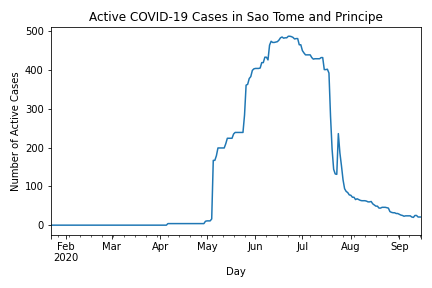 Active COVID-19 Cases in Sao Tome and Principe
500
400
300
200
100
0
Number of Active Cases
Feb Mar Apr May Jun Jul Aug Sep
2020
Day